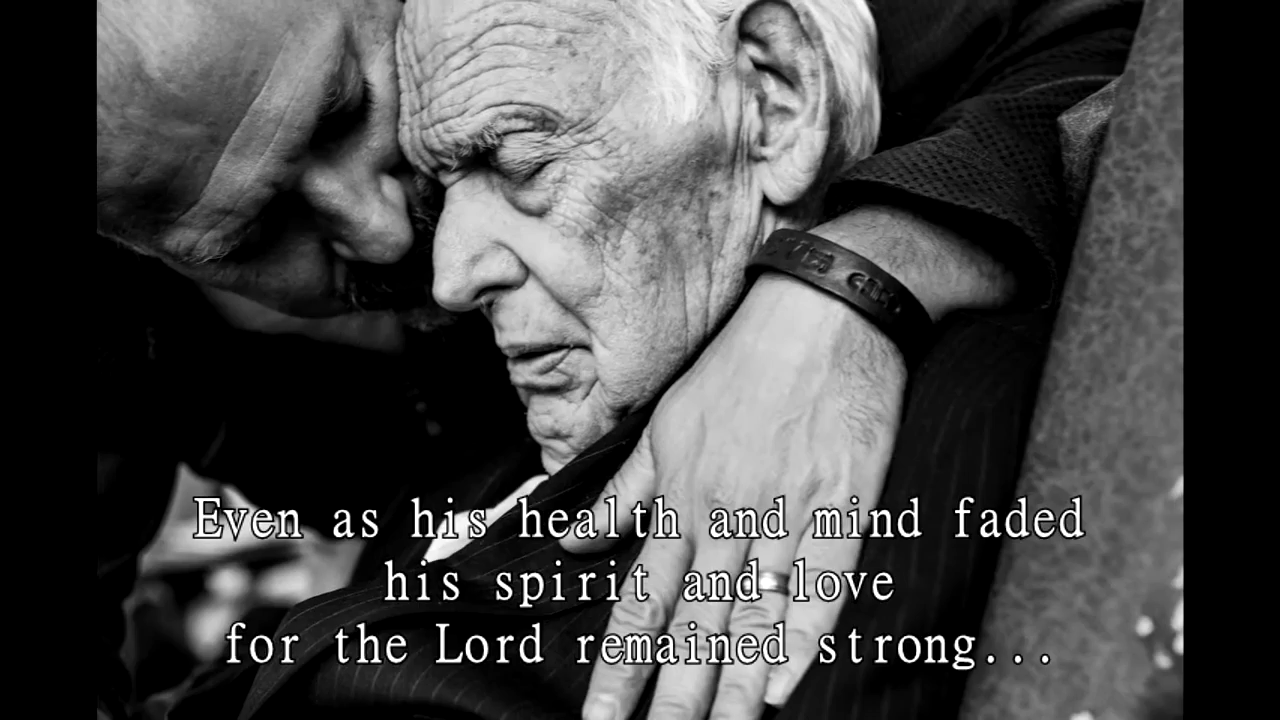 Even as his health and mind faded
his spirit and love
for the Lord remained strong...